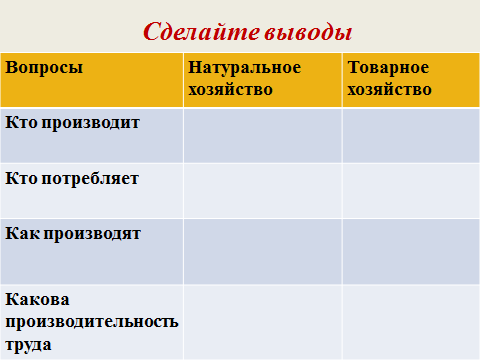 Сделайте выводы
Вопросы
Натуральное
хозяйство
Товарное
хозяйство
Кто производит
Кто потребляет
Как производят
Какова
производительность
труда